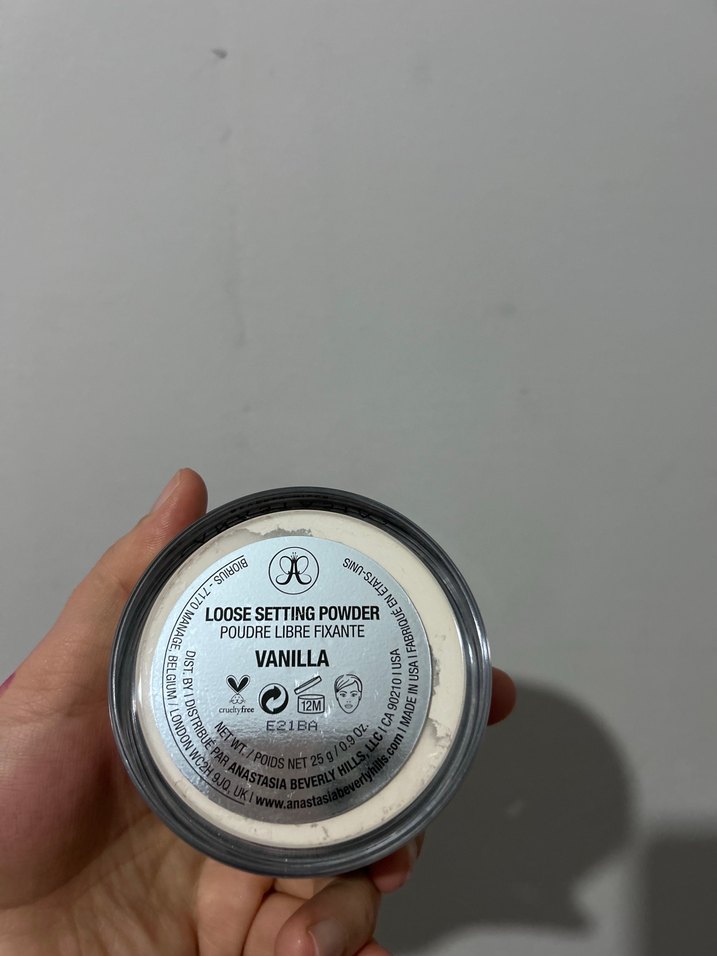 LOOSE SETTING POWDER
POUDRE LIBRE FIXANTE
VANILLA
crueltyfree
12M
E21BA
NET WT. / POIDS NET 25 g / 0.9 oz.
DIST. BY I DISTRIBUÉ PAR ANASTASIA BEVERLY HILLS, LLC I CA 90210 I USA
BIORIUS - 7170 MANAGE, BELGIUM / LONDON WC2H 9JQ, UK I www.anastasiabeverlyhills.com I MADE IN USA I FABRIQUÉ EN ÉTATS-UNIS